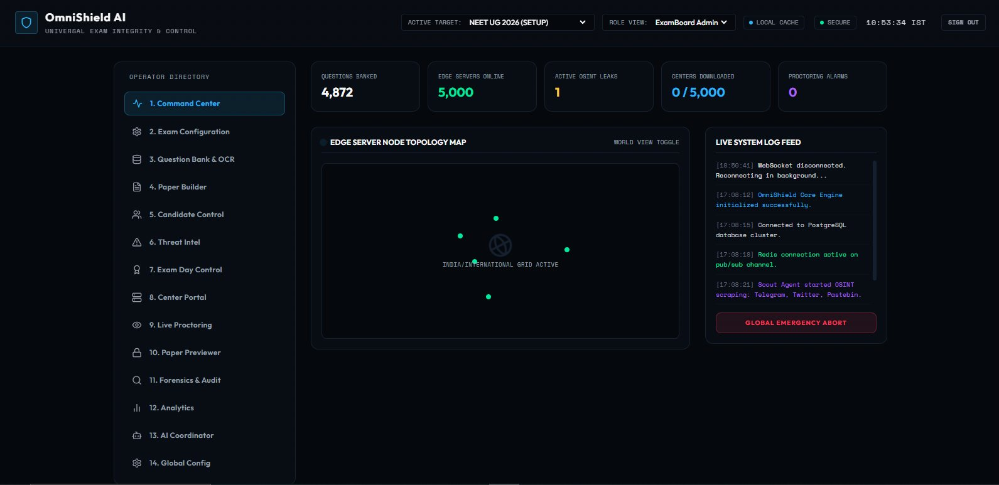 OmniShield AI
UNIVERSAL EXAM INTEGRITY & CONTROL
ACTIVE TARGET: NEET UG 2026 (SETUP)
ROLE VIEW: ExamBoard Admin
LOCAL CACHE
SECURE
10:53:34 IST
SIGN OUT
OPERATOR DIRECTORY
1. Command Center
2. Exam Configuration
3. Question Bank & OCR
4. Paper Builder
5. Candidate Control
6. Threat Intel
7. Exam Day Control
8. Center Portal
9. Live Proctoring
10. Paper Previewer
11. Forensics & Audit
12. Analytics
13. AI Coordinator
14. Global Config
QUESTIONS BANKED
4,872
EDGE SERVERS ONLINE
5,000
ACTIVE OSINT LEAKS
1
CENTERS DOWNLOADED
0 / 5,000
PROCTORING ALARMS
0
EDGE SERVER NODE TOPOLOGY MAP
WORLD VIEW TOGGLE
INDIA/INTERNATIONAL GRID ACTIVE
LIVE SYSTEM LOG FEED
[10:50:41] WebSocket disconnected.
Reconnecting in background...
[17:08:12] OmniShield Core Engine
initialized successfully.
[17:08:15] Connected to PostgreSQL
database cluster.
[17:08:18] Redis connection active on
pub/sub channel.
[17:08:21] Scout Agent started OSINT
scraping: Telegram, Twitter, Pastebin.
GLOBAL EMERGENCY ABORT